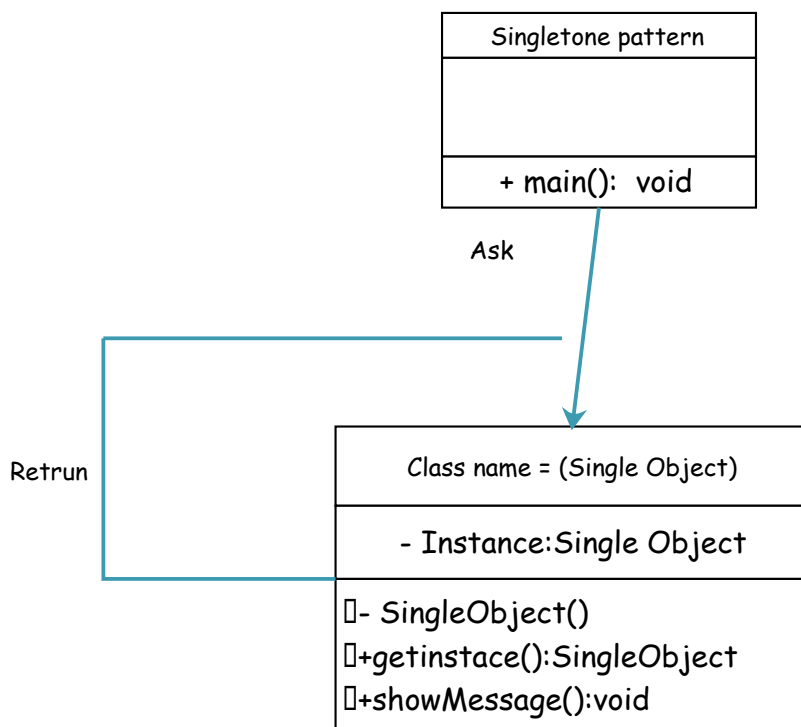 Singletone pattern
+ main(): void
Ask
Retrun
Class name = (Single Object)
- Instance:Single Object
▯- SingleObject()
▯+getinstace():SingleObject
▯+showMessage():void